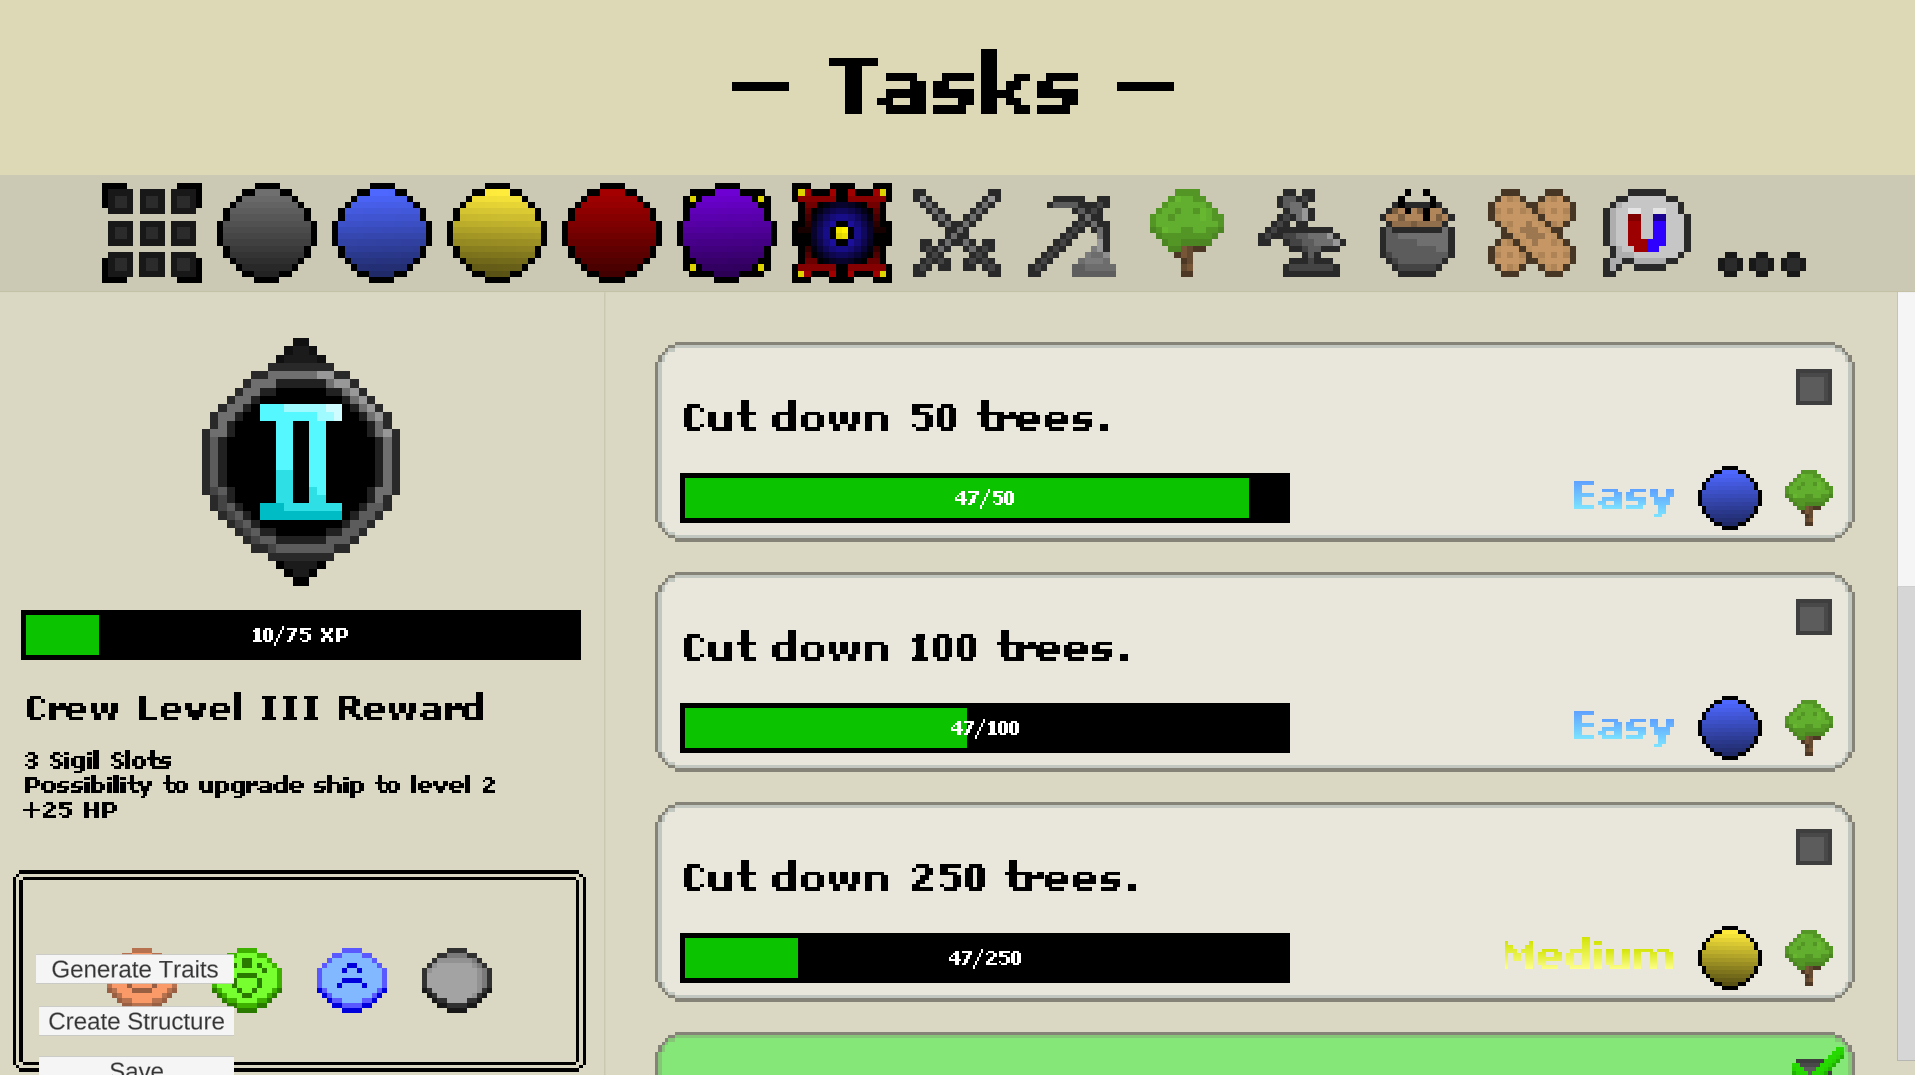 – Tasks –
Cut down 50 trees.
47/50
Easy
10/75 XP
Crew Level III Reward
3 Sigil Slots
Possibility to upgrade ship to level 2
+25 HP
Cut down 100 trees.
47/100
Easy
Cut down 250 trees.
47/250
Medium
Generate Traits
Create Structure
Save